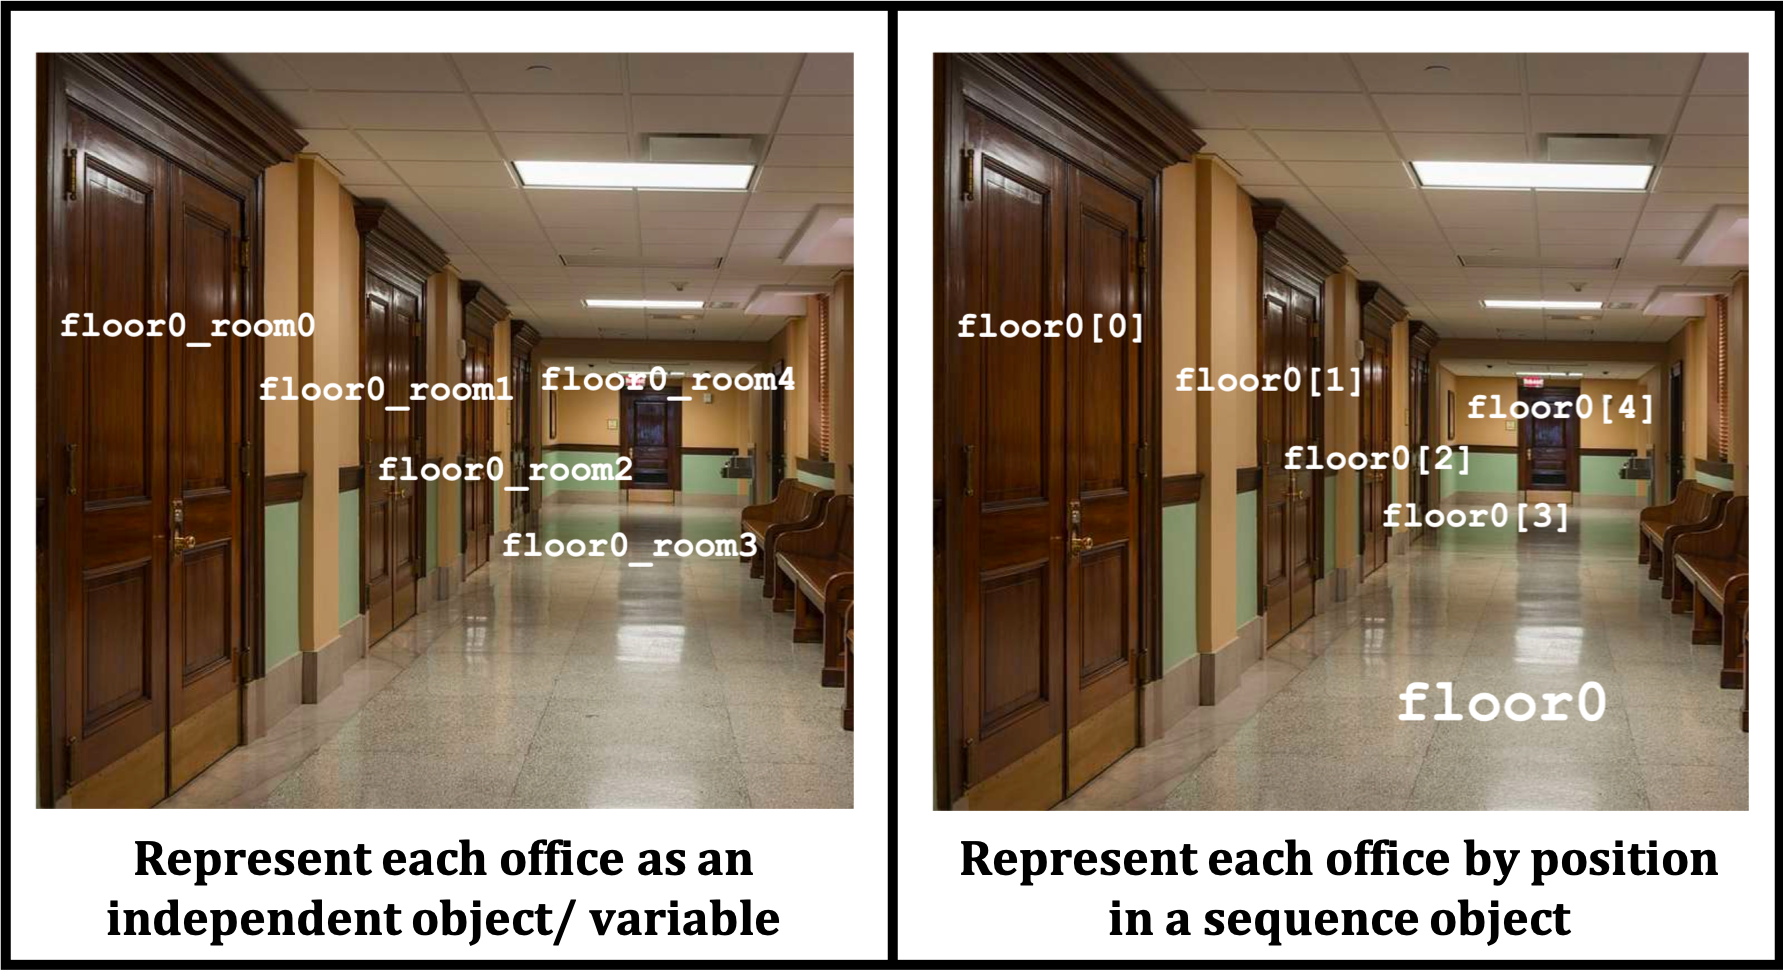 floor0_room0
floor0_room1
floor0_room4
floor0_room2
floor0_room3
Represent each office as an
independent object/ variable
floor0[0]
floor0[1]
floor0[4]
floor0[2]
floor0[3]
floor0
Represent each office by position
in a sequence object